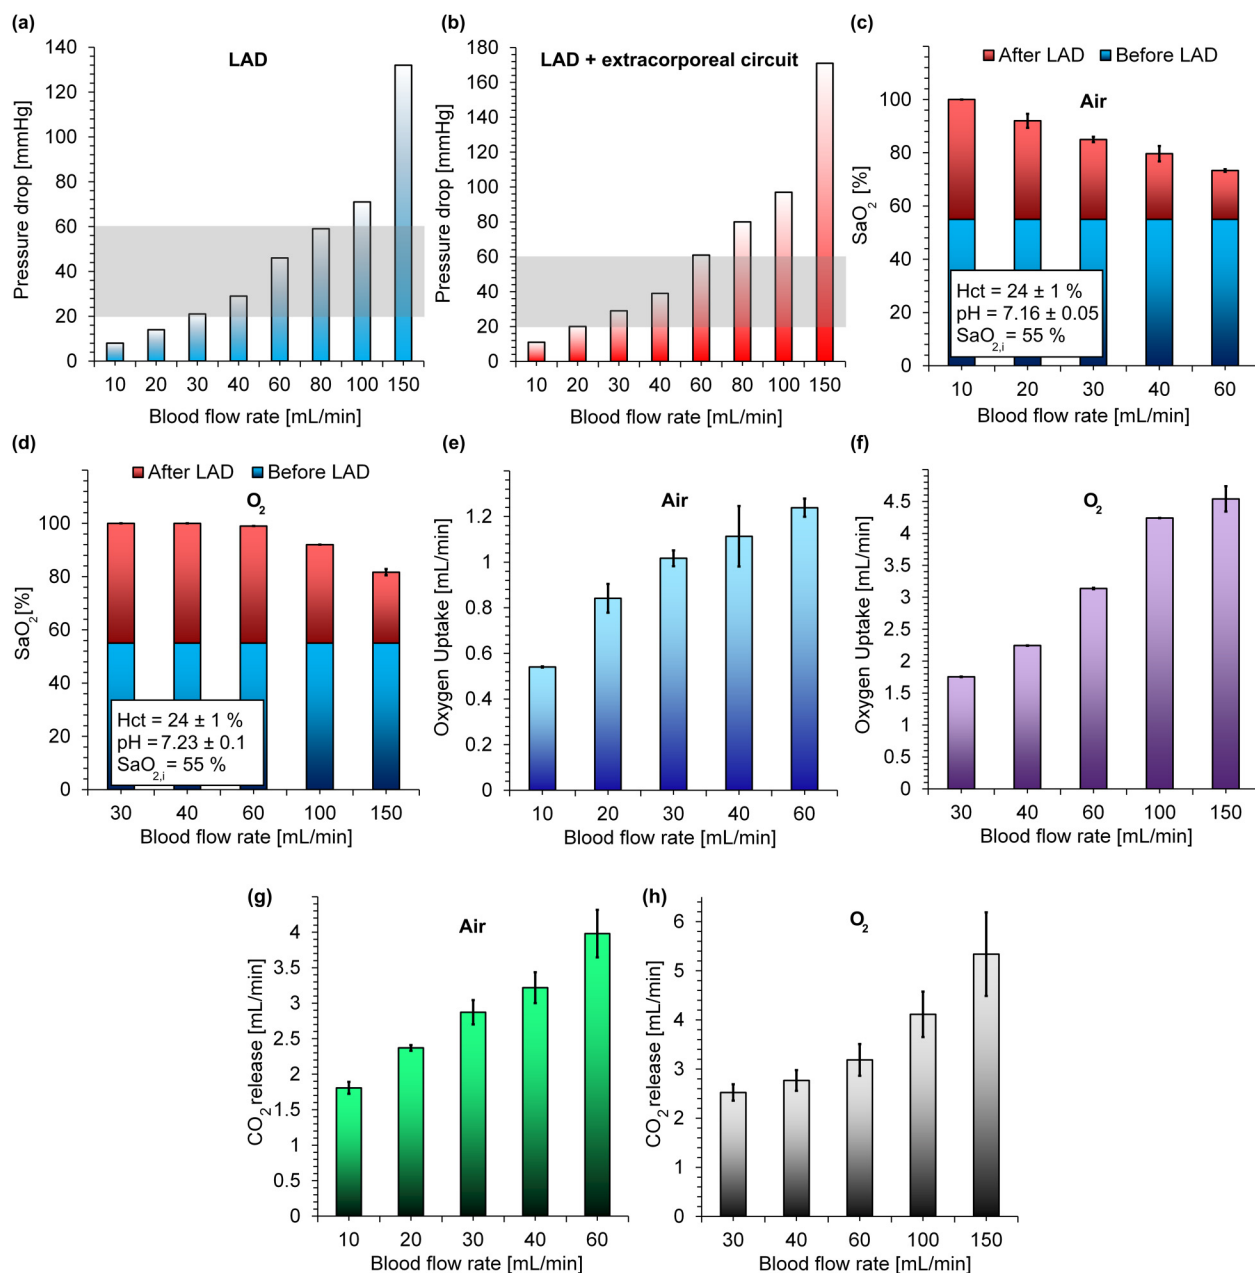 (a)
LAD
Pressure drop [mmHg]
140
120
100
80
60
40
20
0
10 20 30 40 60 80 100 150
Blood flow rate [mL/min]
(b)
LAD + extracorporeal circuit
Pressure drop [mmHg]
180
160
140
120
100
80
60
40
20
0
10 20 30 40 60 80 100 150
Blood flow rate [mL/min]
(c)
After LAD Before LAD
Air
SaO2 [%]
100
80
60
40
20
0
Hct = 24 ± 1 %
pH = 7.16 ± 0.05
SaO2,i = 55 %
10 20 30 40 60
Blood flow rate [mL/min]
(d)
After LAD Before LAD
O2
SaO2[%]
100
80
60
40
20
0
Hct = 24 ± 1 %
pH = 7.23 ± 0.1
SaO2,i = 55 %
30 40 60 100 150
Blood flow rate [mL/min]
(e)
Air
Oxygen Uptake [mL/min]
1.2
1
0.8
0.6
0.4
0.2
0
10 20 30 40 60
Blood flow rate [mL/min]
(f)
O2
Oxygen Uptake [mL/min]
4.5
4
3
2.5
2
1.5
1
0.5
0
30 40 60 100 150
Blood flow rate [mL/min]
(g)
Air
CO2 release [mL/min]
4
3.5
3
2.5
2
1.5
1
0.5
0
10 20 30 40 60
Blood flow rate [mL/min]
(h)
O2
CO2 release [mL/min]
6
5
4
3
2
1
0
30 40 60 100 150
Blood flow rate [mL/min]